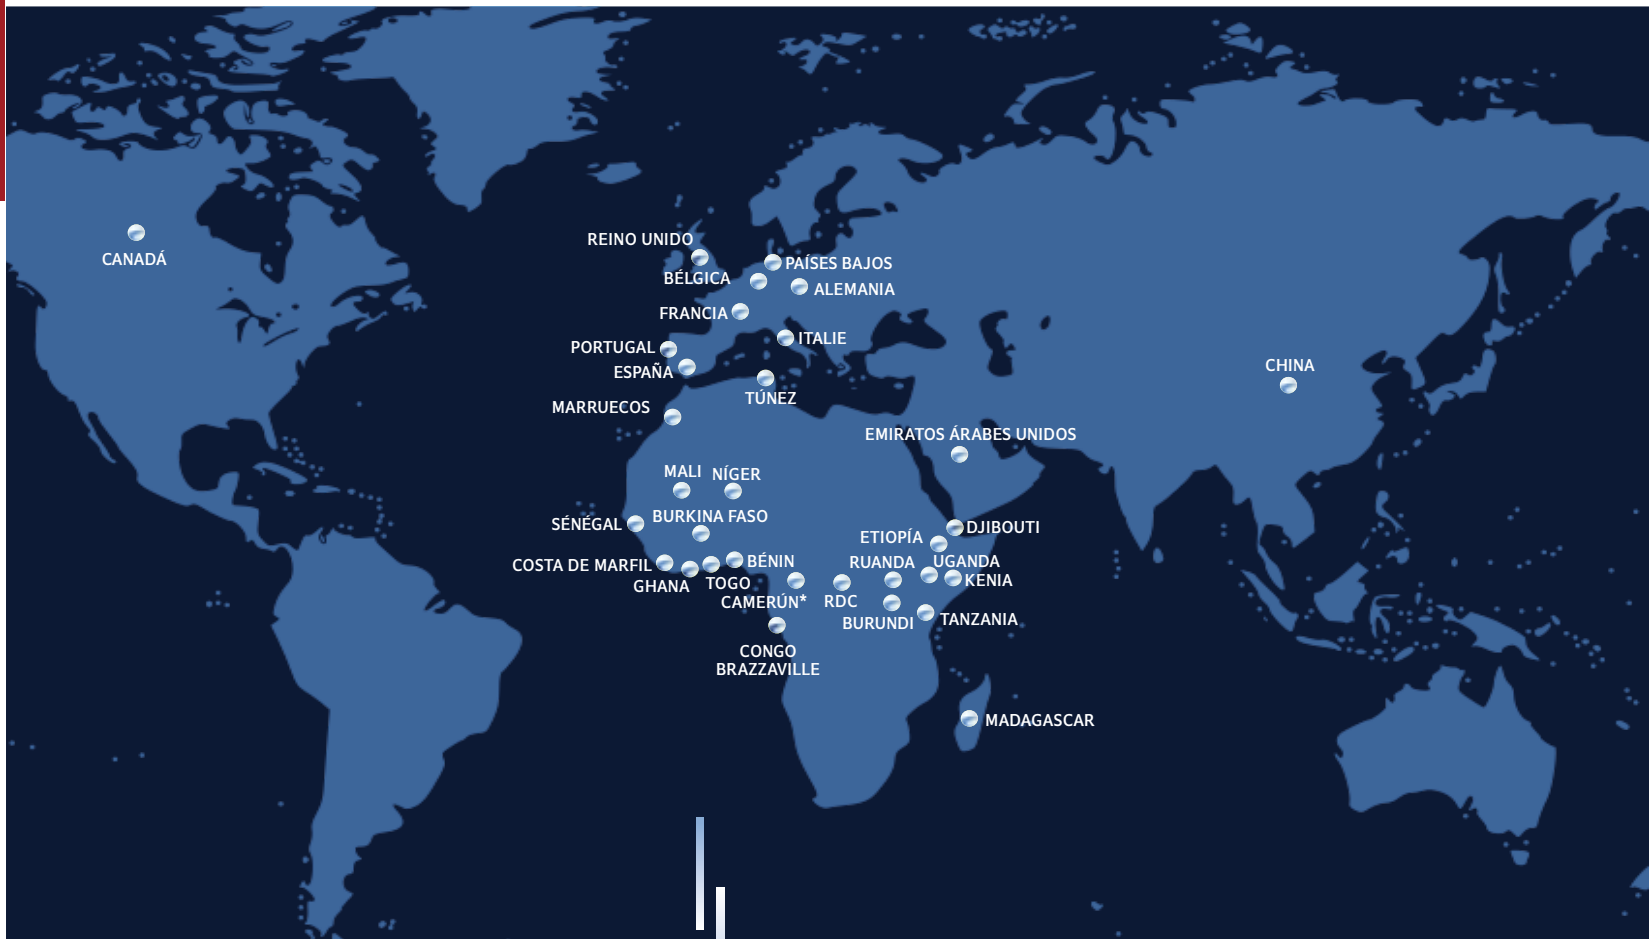 REINO UNIDO
CANADÁ
PAÍSES BAJOS
BÉLGICA
ALEMANIA
FRANCIA
ITALIE
PORTUGAL
ESPAÑA
CHINA
TÚNEZ
MARRUECOS
EMIRATOS ÁRABES UNIDOS
MALI
NÍGER
BURKINA FASO
SÉNÉGAL
DJIBOUTI
ETIOPÍA
COSTA DE MARFIL
BÉNIN
RUANDA
UGANDA
GHANA
TOGO
KENIA
CAMERÚN*
RDC
BURUNDI
TANZANIA
CONGO
BRAZZAVILLE
MADAGASCAR